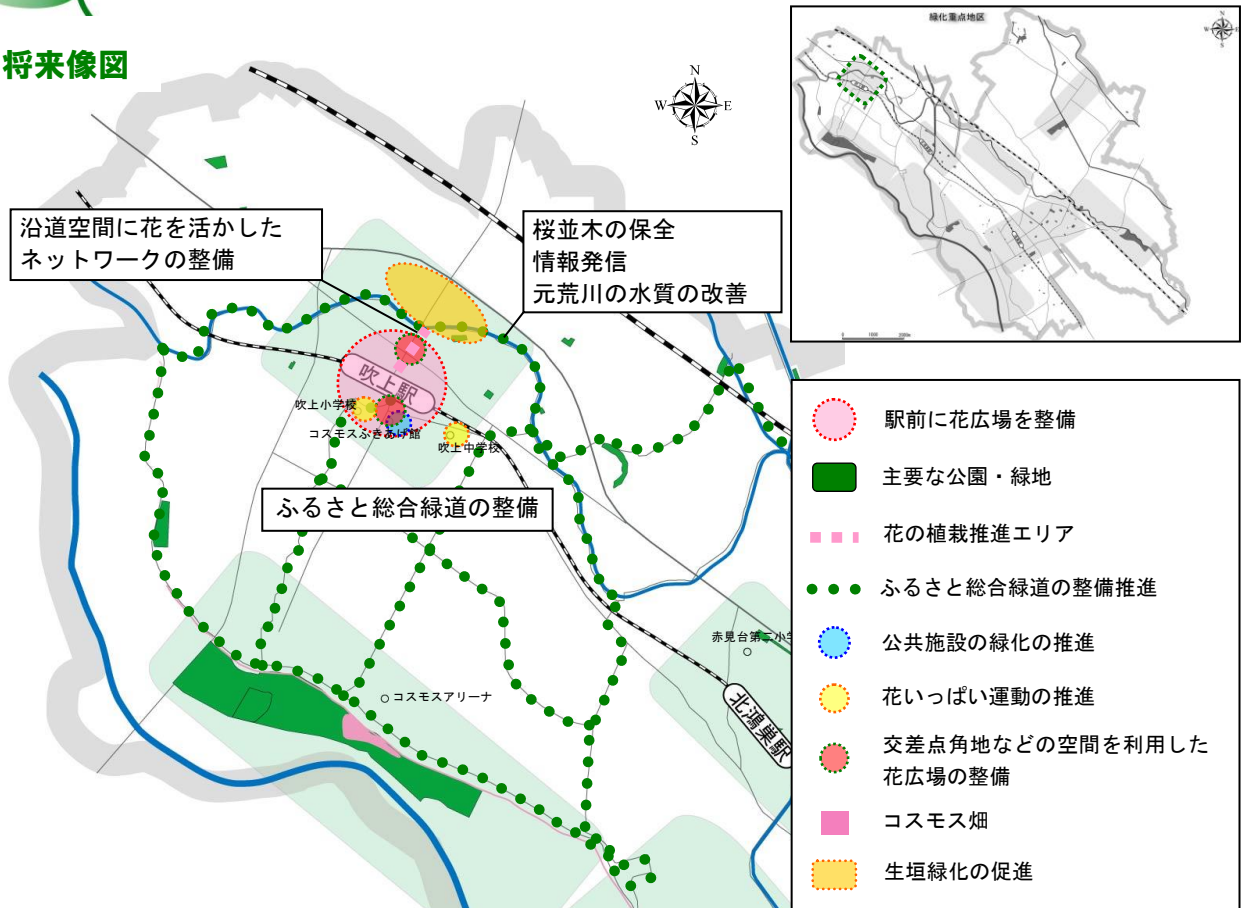 将来像図
N
W
E
S
沿道空間に花を活かした
ネットワークの整備
桜並木の保全
情報発信
元荒川の水質の改善
吹上駅
吹上小学校
コスモスふきあげ館
吹上中学校
ふるさと総合緑道の整備
コスモスアリーナ
赤見台第二小学
北鴻巣駅
緑化重点地区
N
W
E
S
駅前に花広場を整備
主要な公園・緑地
花の植栽推進エリア
ふるさと総合緑道の整備推進
公共施設の緑化の推進
花いっぱい運動の推進
交差点角地などの空間を利用した
花広場の整備
コスモス畑
生垣緑化の促進